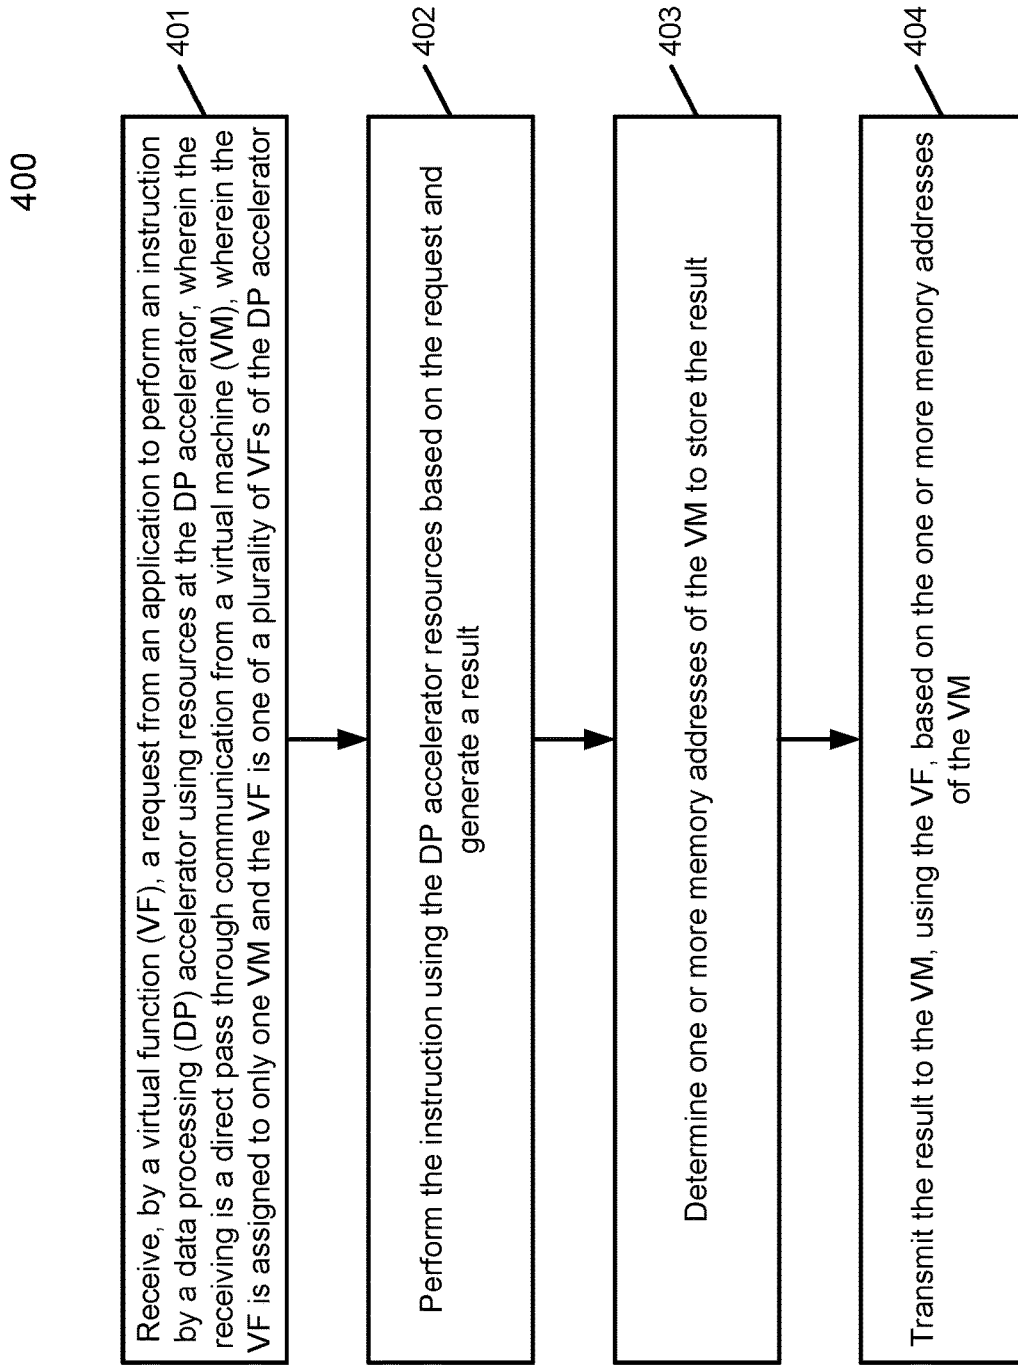 400
Receive, by a virtual function (VF), a request from an application to perform an instruction
by a data processing (DP) accelerator using resources at the DP accelerator, wherein the
receiving is a direct pass through communication from a virtual machine (VM), wherein the
VF is assigned to only one VM and the VF is one of a plurality of VFs of the DP accelerator
401
Perform the instruction using the DP accelerator resources based on the request and
generate a result
402
Determine one or more memory addresses of the VM to store the result
403
Transmit the result to the VM, using the VF, based on the one or more memory addresses
of the VM
404